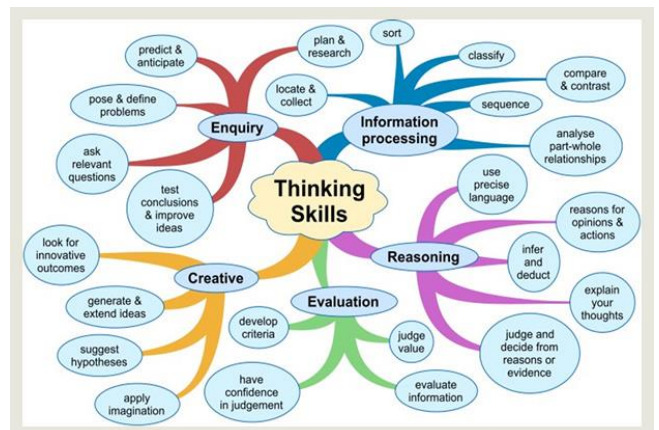 Thinking
Skills
Enquiry
plan &
research
predict &
anticipate
pose & define
problems
ask
relevant
questions
test
conclusions
& improve
ideas
Information
processing
locate &
collect
sort
classify
compare
& contrast
sequence
analyse
part-whole
relationships
Reasoning
use
precise
language
reasons for
opinions &
actions
infer
and
deduct
explain
your
thoughts
judge and
decide from
reasons or
evidence
Evaluation
develop
criteria
have
confidence
in judgement
judge
value
evaluate
information
Creative
look for
innovative
outcomes
generate &
extend ideas
suggest
hypotheses
apply
imagination